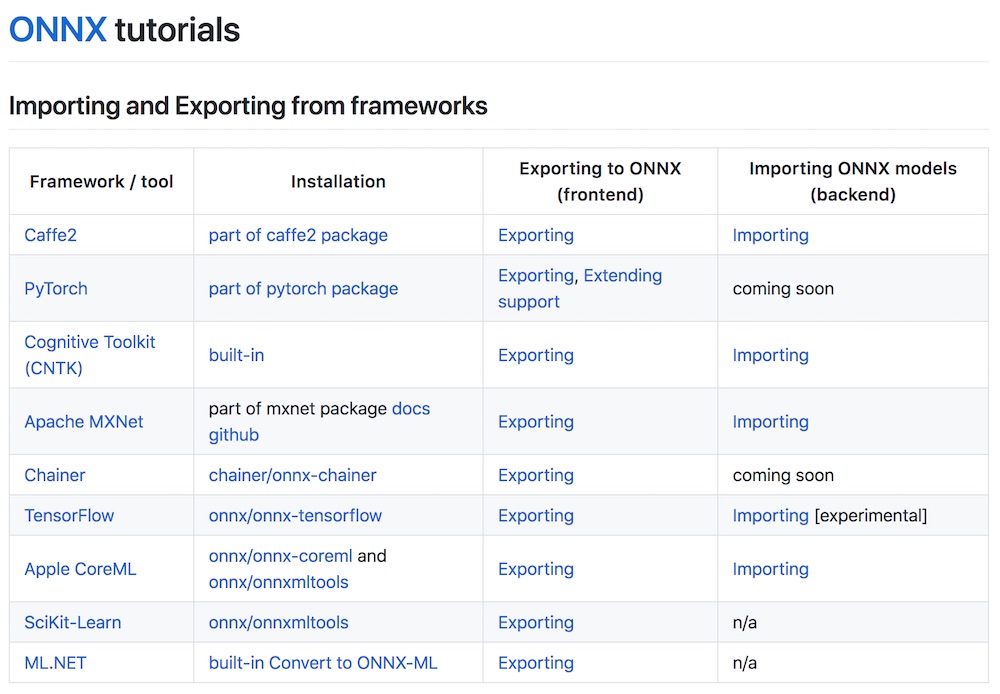 ONNX tutorials
Importing and Exporting from frameworks
Framework / tool
Installation
Exporting to ONNX
(frontend)
Importing ONNX models
(backend)
Caffe2
part of caffe2 package
Exporting
Importing
PyTorch
part of pytorch package
Exporting, Extending
support
coming soon
Cognitive Toolkit
(CNTK)
built-in
Exporting
Importing
Apache MXNet
part of mxnet package docs
github
Exporting
Importing
Chainer
chainer/onnx-chainer
Exporting
coming soon
TensorFlow
onnx/onnx-tensorflow
Exporting
Importing [experimental]
Apple CoreML
onnx/onnx-coreml and
onnx/onnxmltools
Exporting
Importing
SciKit-Learn
onnx/onnxmltools
Exporting
n/a
ML.NET
built-in Convert to ONNX-ML
Exporting
n/a